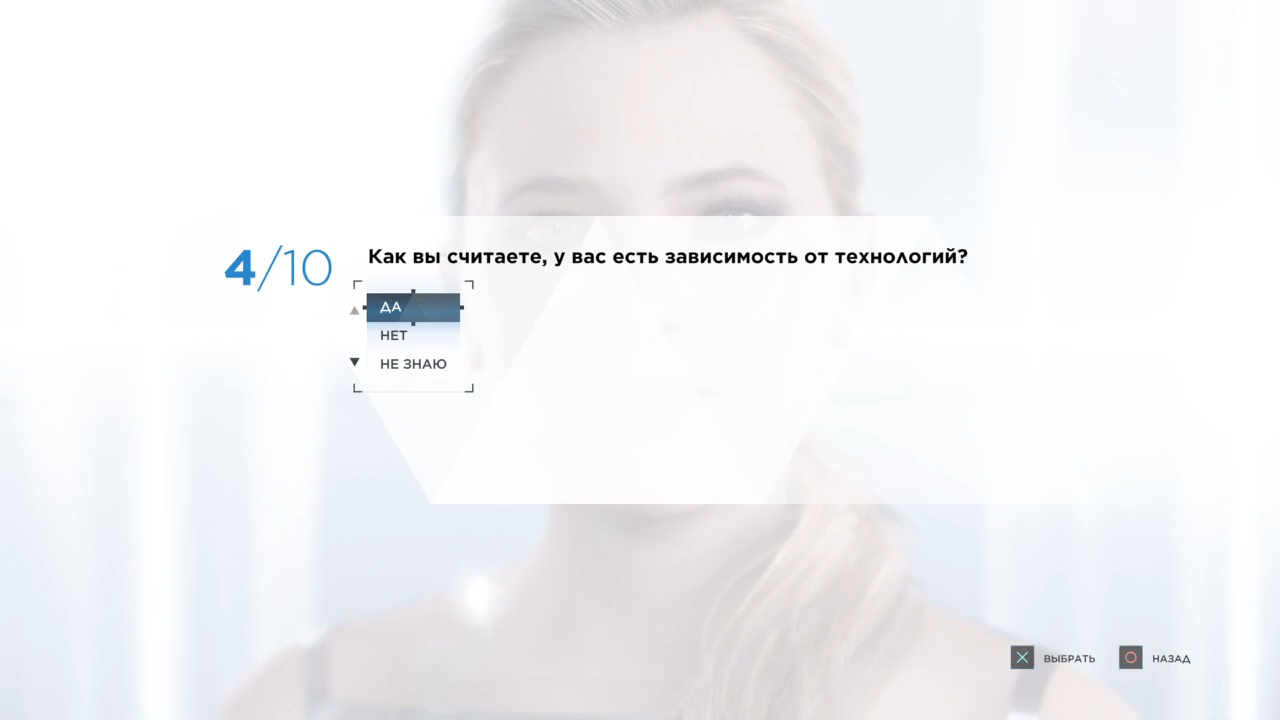 4/10
Как вы считаете, у вас есть зависимость от технологий?
ДА
НЕТ
НЕ ЗНАЮ
ВЫБРАТЬ НАЗАД